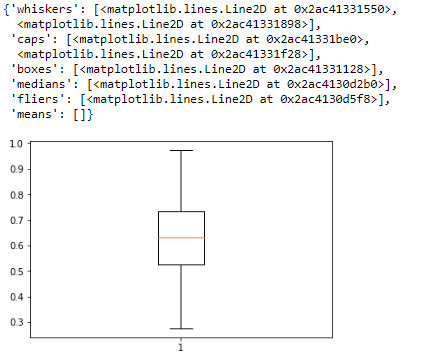 {'whiskers': [<matplotlib.lines.Line2D at 0x2ac41331550>,
  <matplotlib.lines.Line2D at 0x2ac41331898>],
 'caps': [<matplotlib.lines.Line2D at 0x2ac41331be0>,
  <matplotlib.lines.Line2D at 0x2ac41331f28>],
 'boxes': [<matplotlib.lines.Line2D at 0x2ac41331128>],
 'medians': [<matplotlib.lines.Line2D at 0x2ac4130d2b0>],
 'fliers': [<matplotlib.lines.Line2D at 0x2ac4130d5f8>],
 'means': []}
1.0
0.9
0.8
0.7
0.6
0.5
0.4
0.3
1